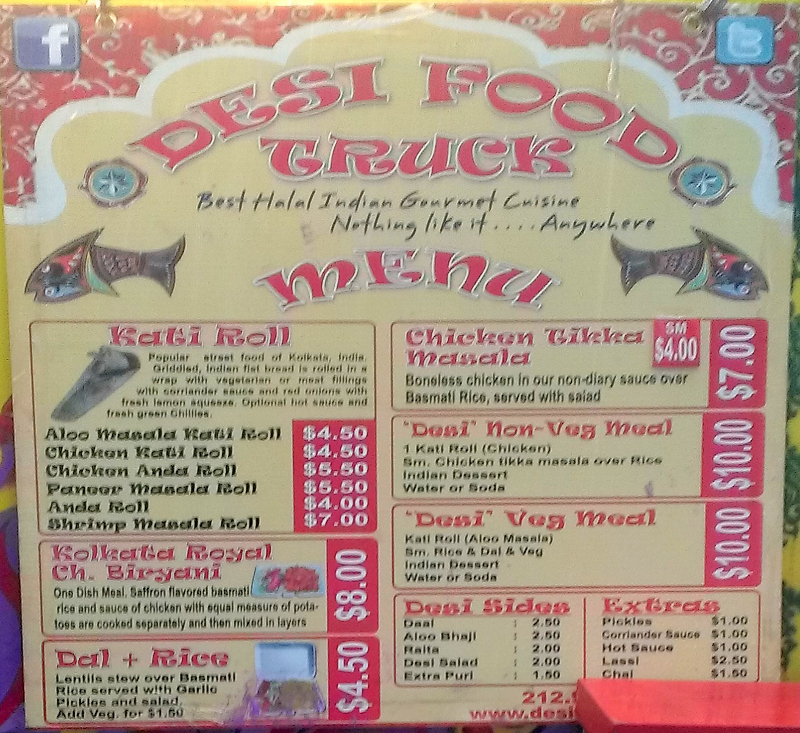 f
t
DESI FOOD
TRUCK
Best Halal Indian Gourmet Cuisine
Nothing like it .... Anywhere
MENU
Kati Roll
Popular street food of Kolkata, India.
Griddled, Indian flat bread is rolled in a
wrap with vegetarian or meat fillings
with corriander sauce and red onions with
fresh lemon squeeze. Optional hot sauce and
fresh green Chillies.
Aloo Masala Kati Roll $4.50
Chicken Kati Roll $4.50
Chicken Anda Roll $5.50
Paneer Masala Roll $5.50
Anda Roll $4.00
Shrimp Masala Roll $7.00
Kolkata Royal
Ch. Biryani
$8.00
One Dish Meal. Saffron flavored basmati
rice and sauce of chicken with equal measure of pota-
toes are cooked separately and then mixed in layers
Dal + Rice
$4.50
Lentils stew over Basmati
Rice served with Garlic
Pickles and salad.
Add Veg. for $1.50
Chicken Tikka
Masala
SM
$4.00
$7.00
Boneless chicken in our non-diary sauce over
Basmati Rice, served with salad
'Desi' Non-Veg Meal
$10.00
1 Kati Roll (Chicken)
Sm. Chicken tikka masala over Rice
Indian Dessert
Water or Soda
'Desi' Veg Meal
$10.00
Kati Roll (Aloo Masala)
Sm. Rice & Dal & Veg
Indian Dessert
Water or Soda
Desi Sides
Daal : 2.50
Aloo Bhaji : 2.50
Raita : 2.00
Desi Salad : 2.00
Extra Puri : 1.50
Extras
Pickles $1.00
Corriander Sauce $1.00
Hot Sauce $1.00
Lassi $2.50
Chai $1.50
212.
www.desi